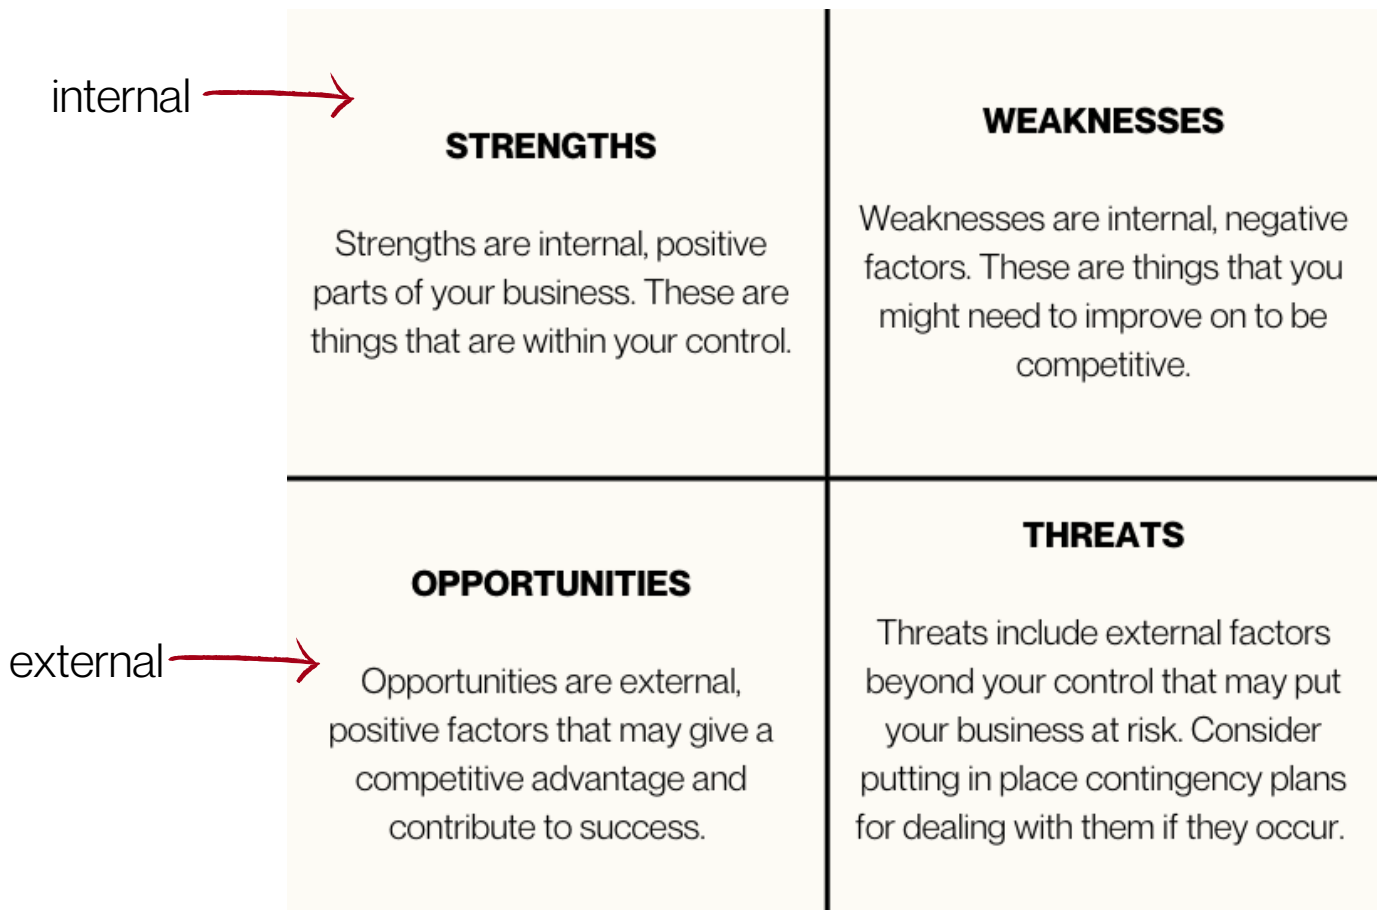 internal
STRENGTHS
Strengths are internal, positive
parts of your business. These are
things that are within your control.
WEAKNESSES
Weaknesses are internal, negative
factors. These are things that you
might need to improve on to be
competitive.
external
OPPORTUNITIES
Opportunities are external,
positive factors that may give a
competitive advantage and
contribute to success.
THREATS
Threats include external factors
beyond your control that may put
your business at risk. Consider
putting in place contingency plans
for dealing with them if they occur.